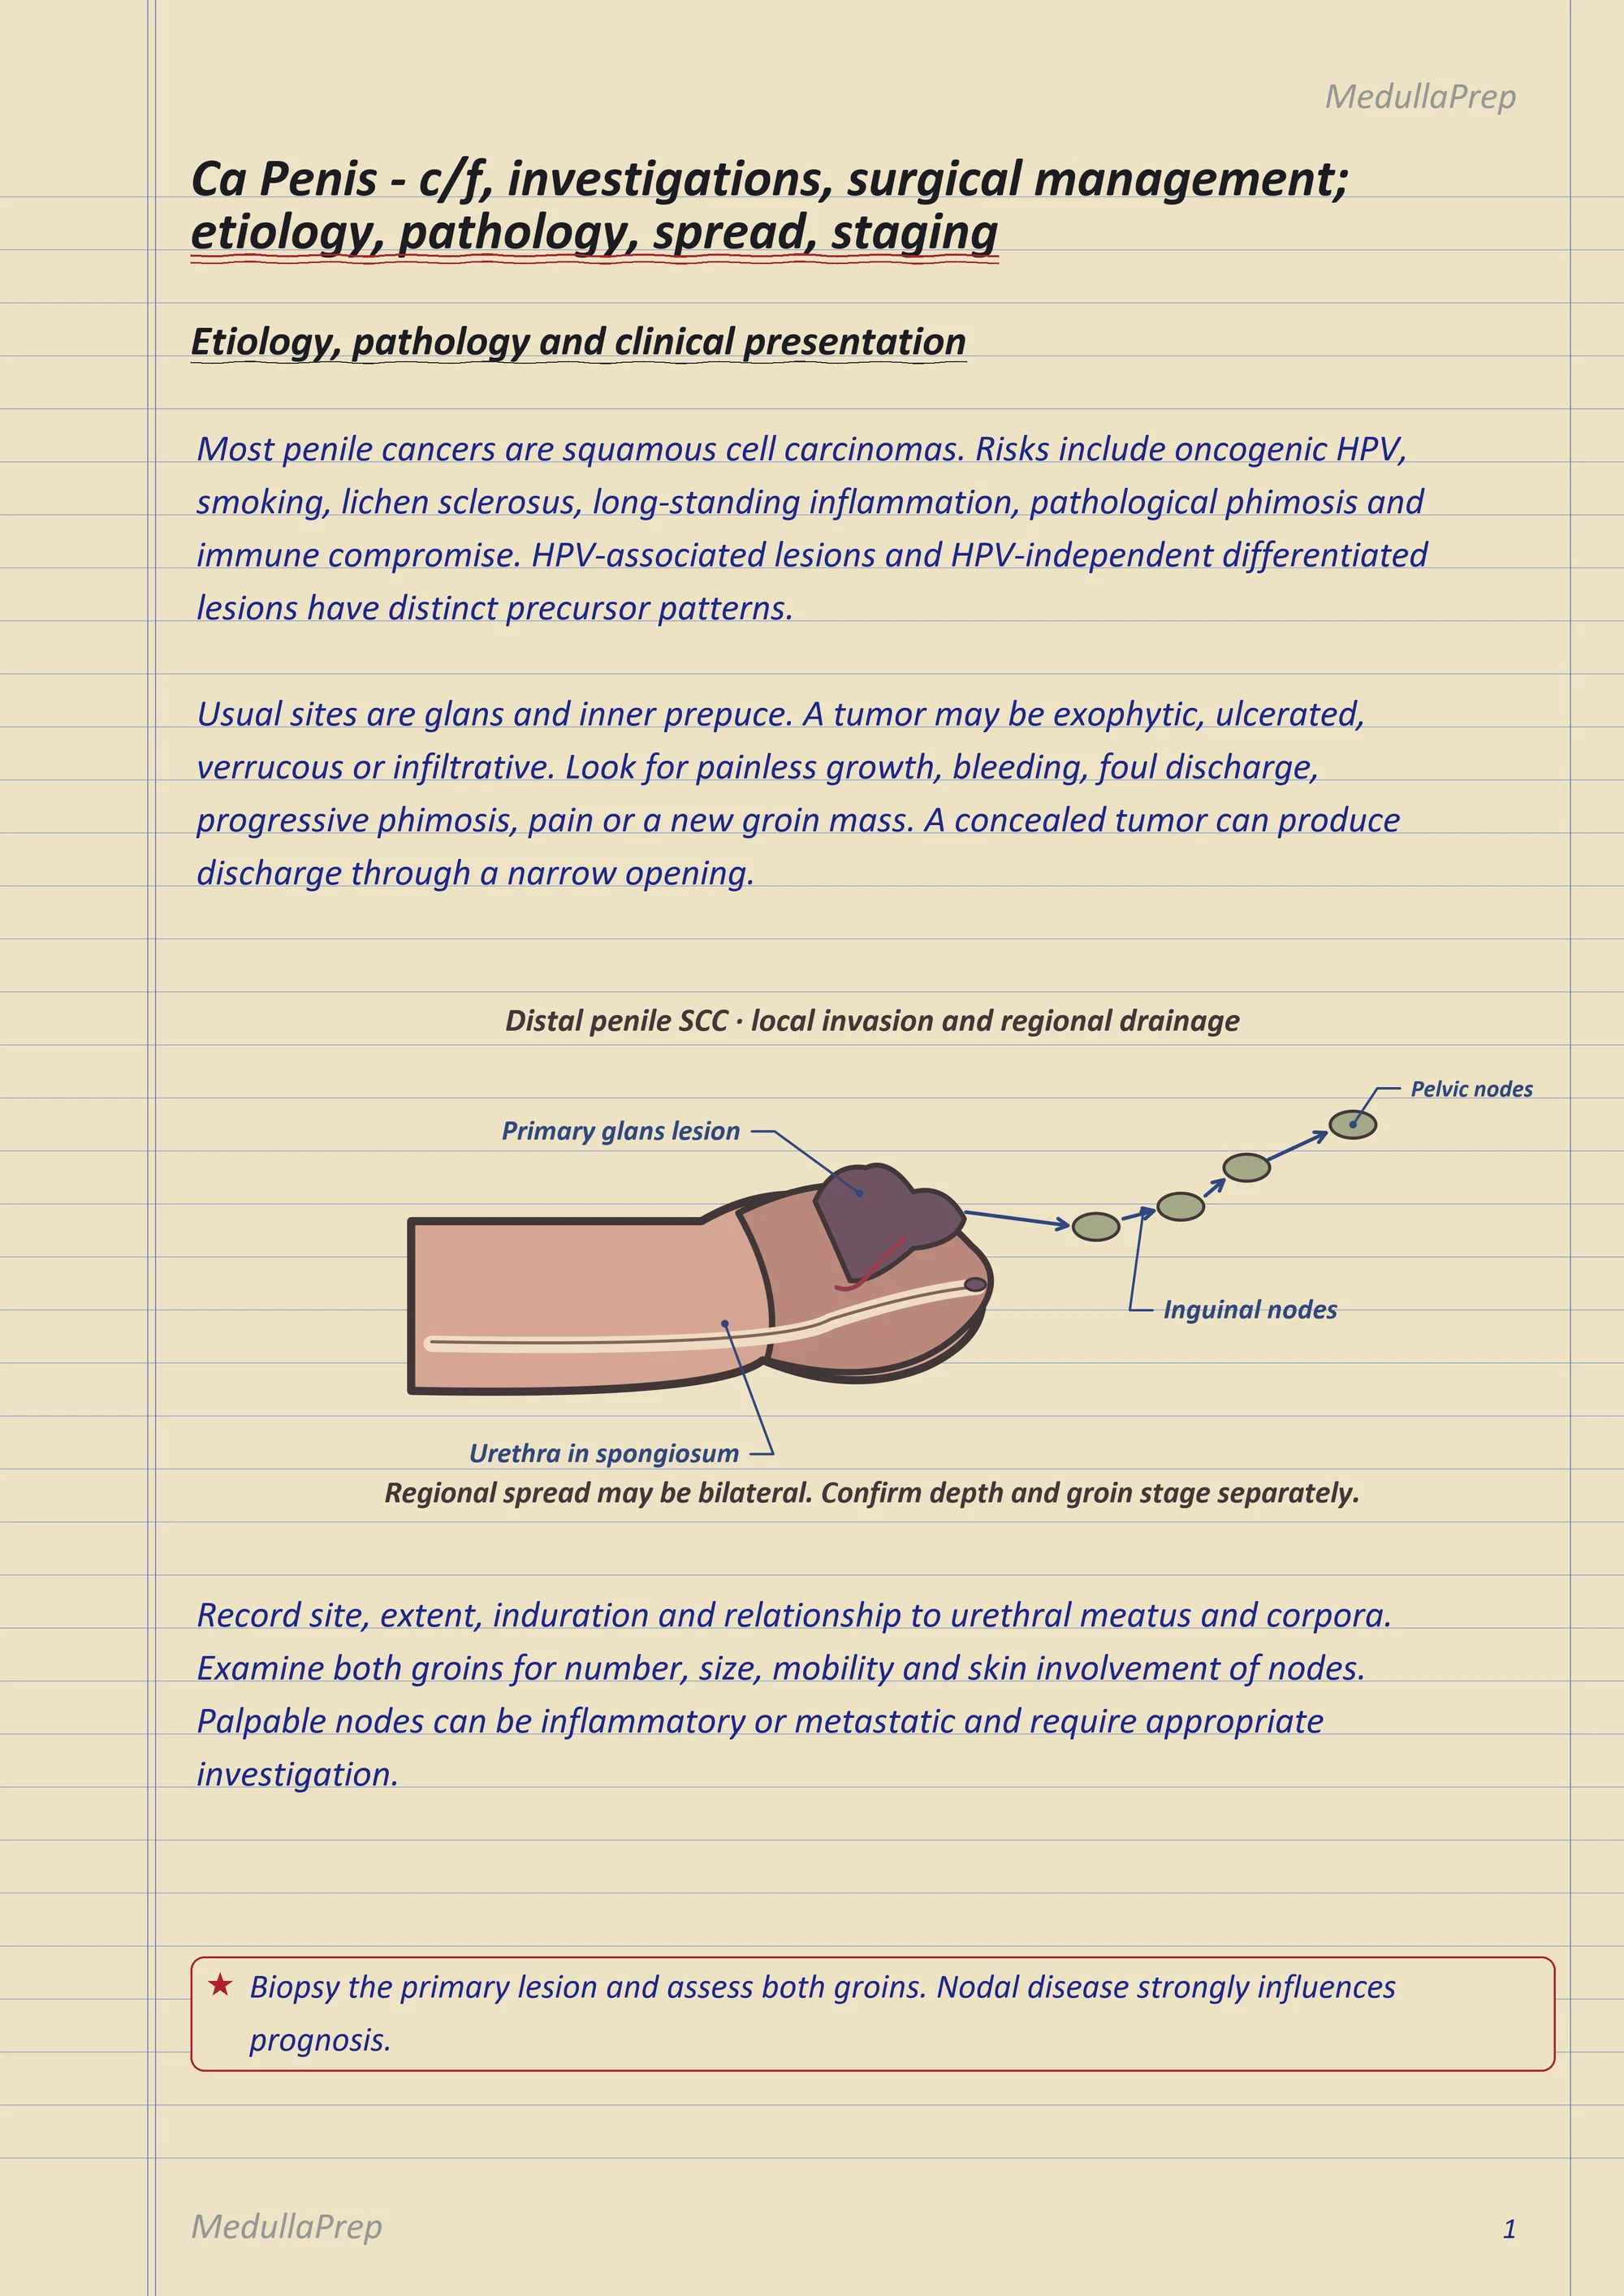 MedullaPrep
Ca Penis - c/f, investigations, surgical management;
etiology, pathology, spread, staging
Etiology, pathology and clinical presentation
Most penile cancers are squamous cell carcinomas. Risks include oncogenic HPV,
smoking, lichen sclerosus, long-standing inflammation, pathological phimosis and
immune compromise. HPV-associated lesions and HPV-independent differentiated
lesions have distinct precursor patterns.
Usual sites are glans and inner prepuce. A tumor may be exophytic, ulcerated,
verrucous or infiltrative. Look for painless growth, bleeding, foul discharge,
progressive phimosis, pain or a new groin mass. A concealed tumor can produce
discharge through a narrow opening.
Distal penile SCC · local invasion and regional drainage
Pelvic nodes
Primary glans lesion
Inguinal nodes
Urethra in spongiosum
Regional spread may be bilateral. Confirm depth and groin stage separately.
Record site, extent, induration and relationship to urethral meatus and corpora.
Examine both groins for number, size, mobility and skin involvement of nodes.
Palpable nodes can be inflammatory or metastatic and require appropriate
investigation.
★ Biopsy the primary lesion and assess both groins. Nodal disease strongly influences
prognosis.
MedullaPrep
1